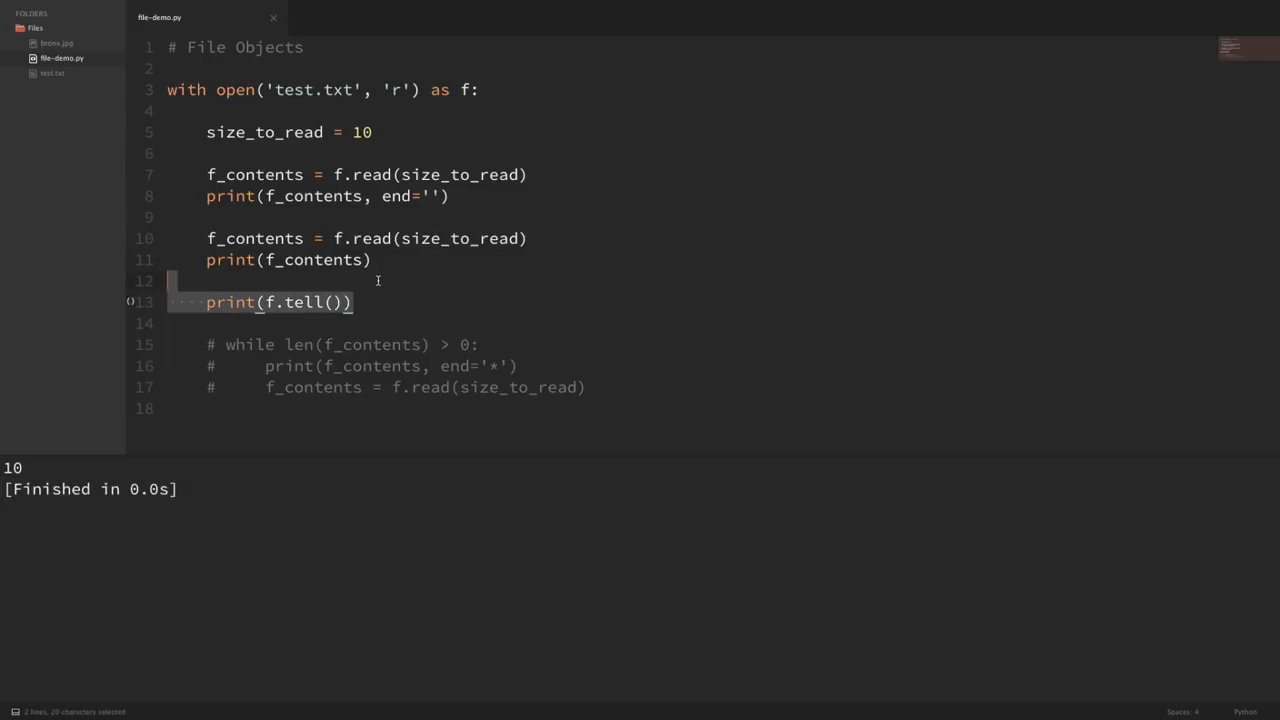 FOLDERS
Files
bronx.jpg
file-demo.py
test.txt
file-demo.py
1 # File Objects
2
3 with open('test.txt', 'r') as f:
4
5     size_to_read = 10
6
7     f_contents = f.read(size_to_read)
8     print(f_contents, end='')
9
10     f_contents = f.read(size_to_read)
11     print(f_contents)
12
13     print(f.tell())
14
15     # while len(f_contents) > 0:
16     #     print(f_contents, end='*')
17     #     f_contents = f.read(size_to_read)
18
10
[Finished in 0.0s]
2 lines, 20 characters selected
Spaces: 4
Python